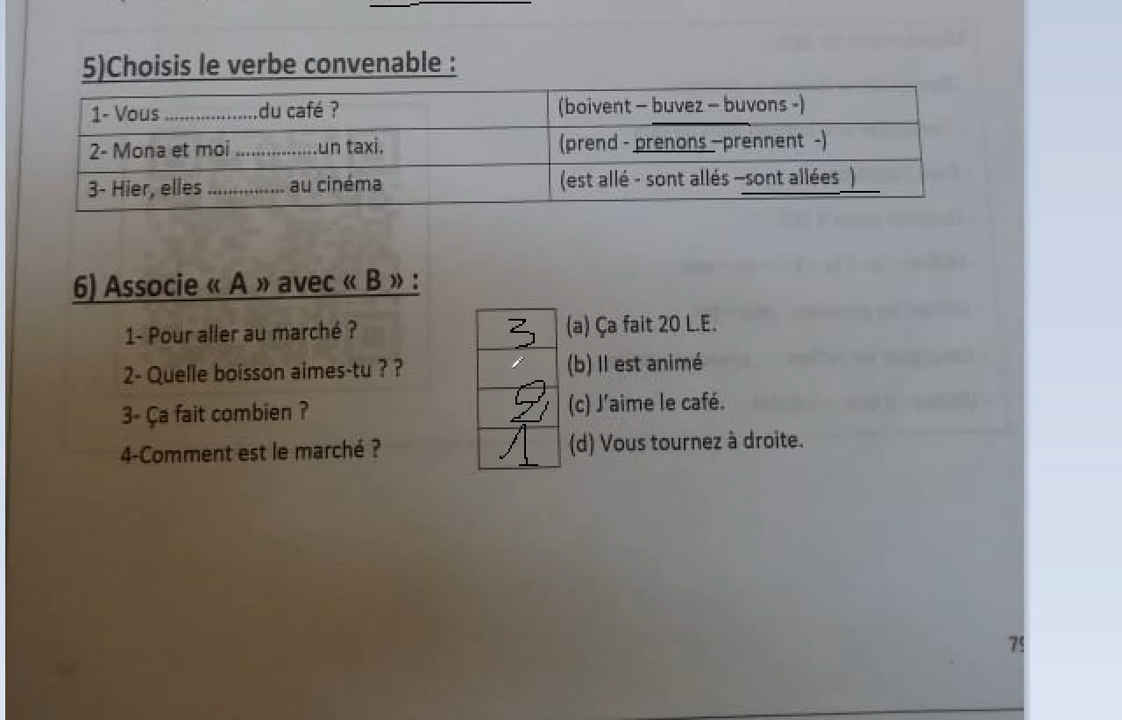 5)Choisis le verbe convenable :
1- Vous ..................du café ? (boivent – buvez – buvons -)
2- Mona et moi ................un taxi. (prend - prenons –prennent -)
3- Hier, elles ............... au cinéma (est allé - sont allés –sont allées )
6) Associe « A » avec « B » :
1- Pour aller au marché ? 3 (a) Ça fait 20 L.E.
2- Quelle boisson aimes-tu ? ? (b) Il est animé
3- Ça fait combien ? 2 (c) J'aime le café.
4-Comment est le marché ? 1 (d) Vous tournez à droite.